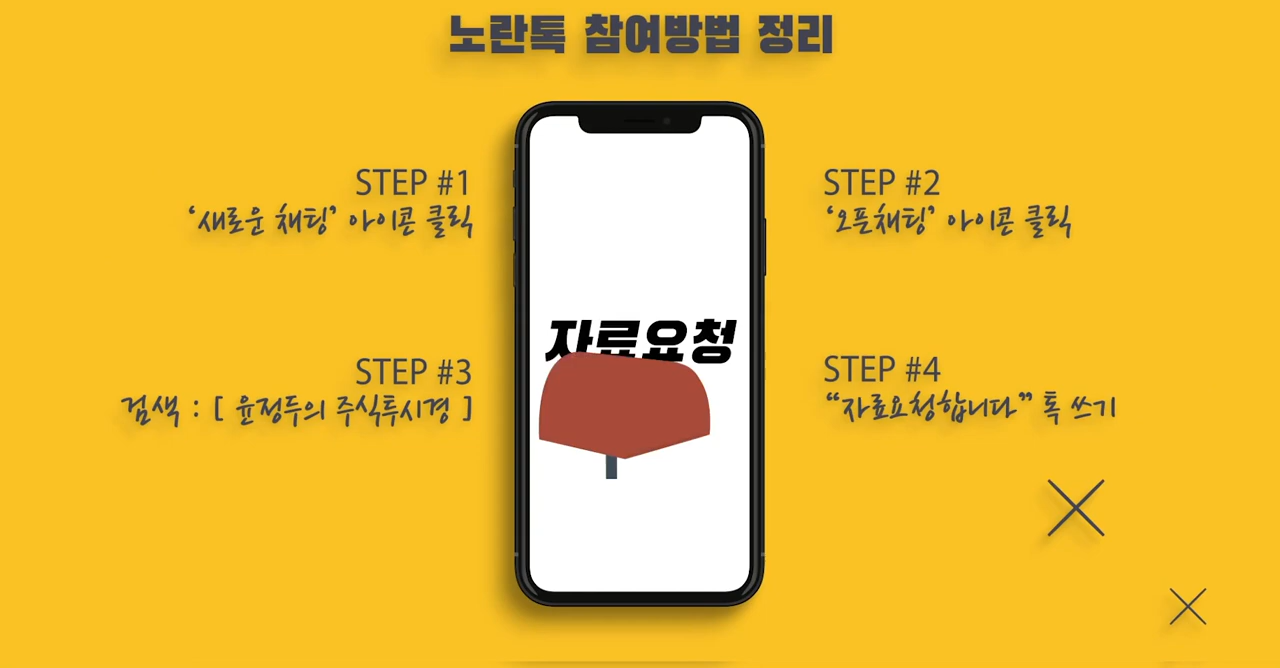 노란톡 참여방법 정리
STEP #1
‘새로운 채팅’ 아이콘 클릭
STEP #2
‘오픈채팅’ 아이콘 클릭
자료요청
STEP #3
검색 : [ 윤정두의 주식투시경 ]
STEP #4
“자료요청합니다” 톡 쓰기